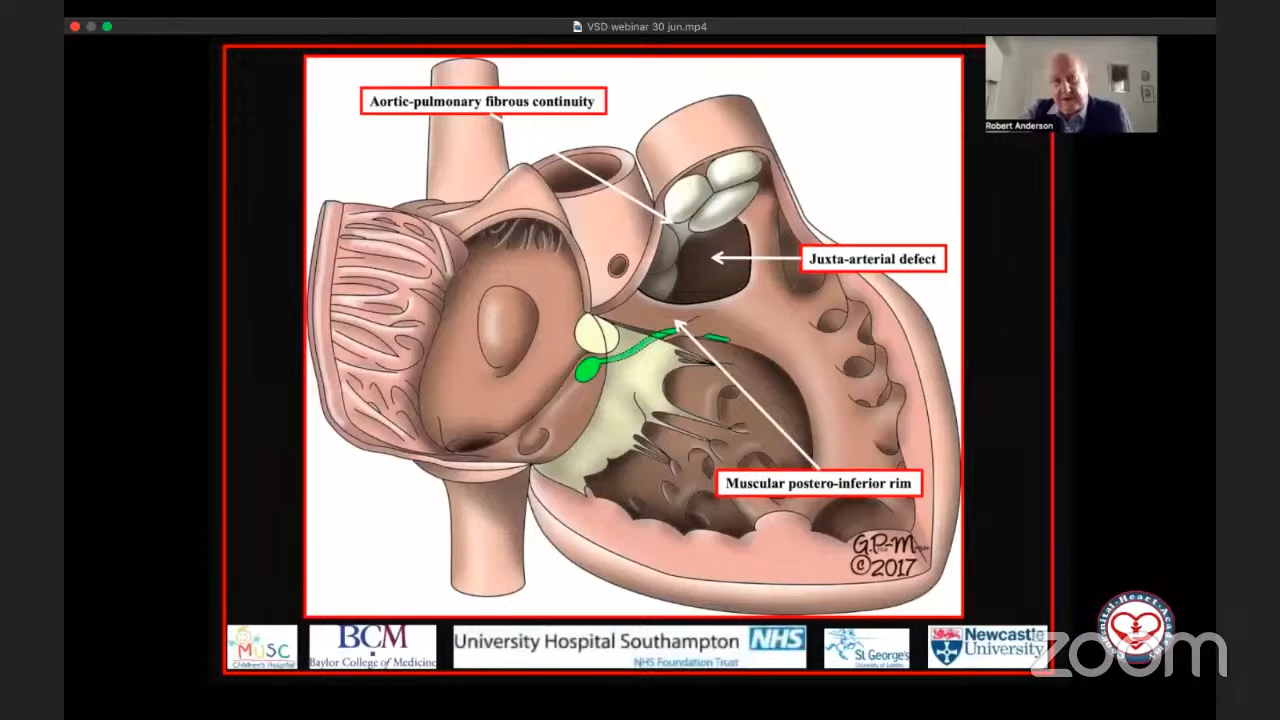 VSD webinar 30 jun.mp4
Robert Anderson
Aortic-pulmonary fibrous continuity
Juxta-arterial defect
Muscular postero-inferior rim
©2017
MUSC
Children's Hospital
BCM
Baylor College of Medicine
University Hospital Southampton NHS
NHS Foundation Trust
St George's
University of London
Newcastle
University
zoom